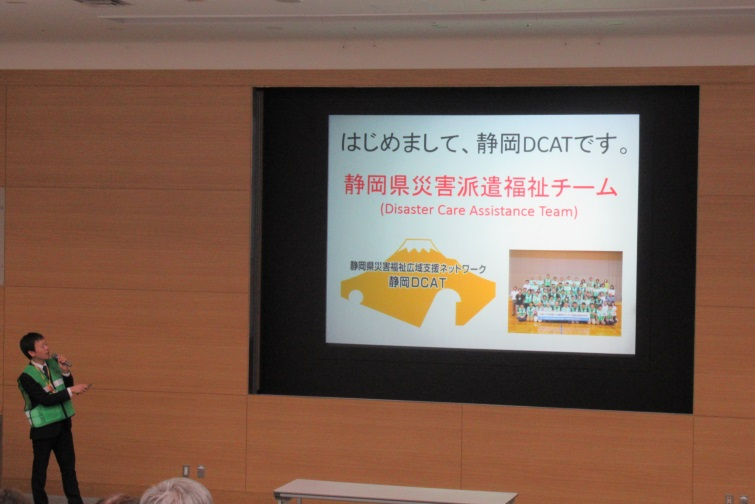 はじめまして、静岡DCATです。
静岡県災害派遣福祉チーム
(Disaster Care Assistance Team)
静岡県災害福祉広域支援ネットワーク
静岡DCAT